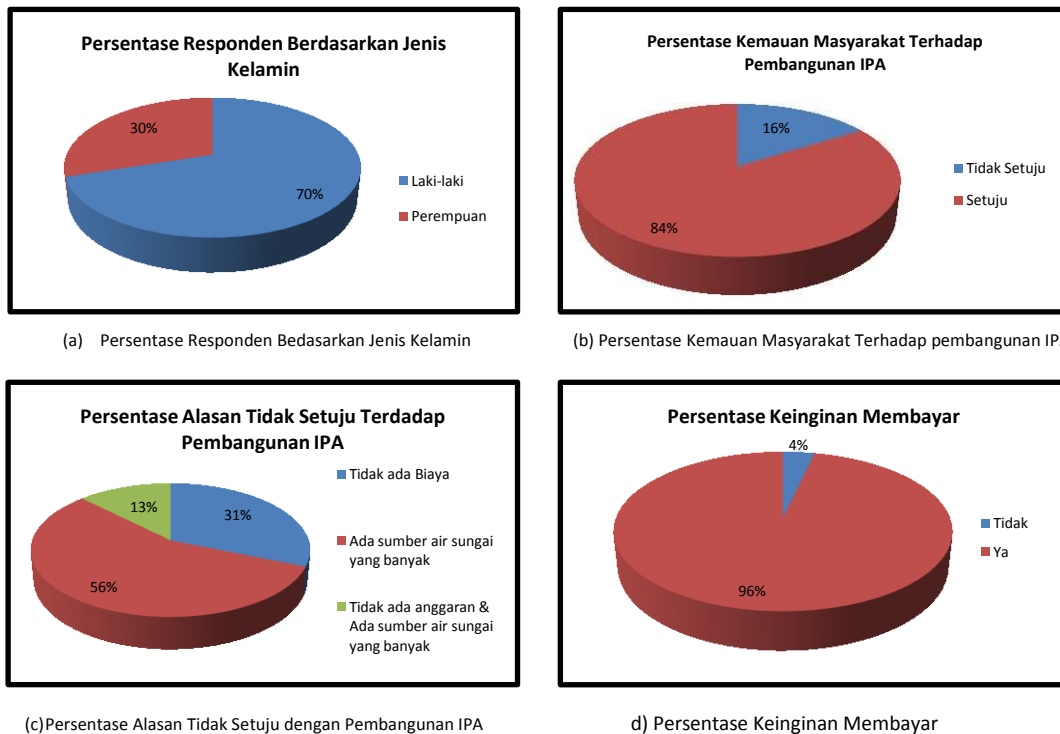 Persentase Responden Berdasarkan Jenis
Kelamin
30%
70%
Laki-laki
Perempuan
(a) Persentase Responden Bedasarkan Jenis Kelamin
Persentase Kemauan Masyarakat Terhadap
Pembangunan IPA
16%
84%
Tidak Setuju
Setuju
(b) Persentase Kemauan Masyarakat Terhadap pembangunan
Persentase Alasan Tidak Setuju Terdadap
Pembangunan IPA
13%
31%
56%
Tidak ada Biaya
Ada sumber air sungai
yang banyak
Tidak ada anggaran &
Ada sumber air sungai
yang banyak
(c)Persentase Alasan Tidak Setuju dengan Pembangunan IPA
Persentase Keinginan Membayar
4%
96%
Tidak
Ya
d) Persentase Keinginan Membayar